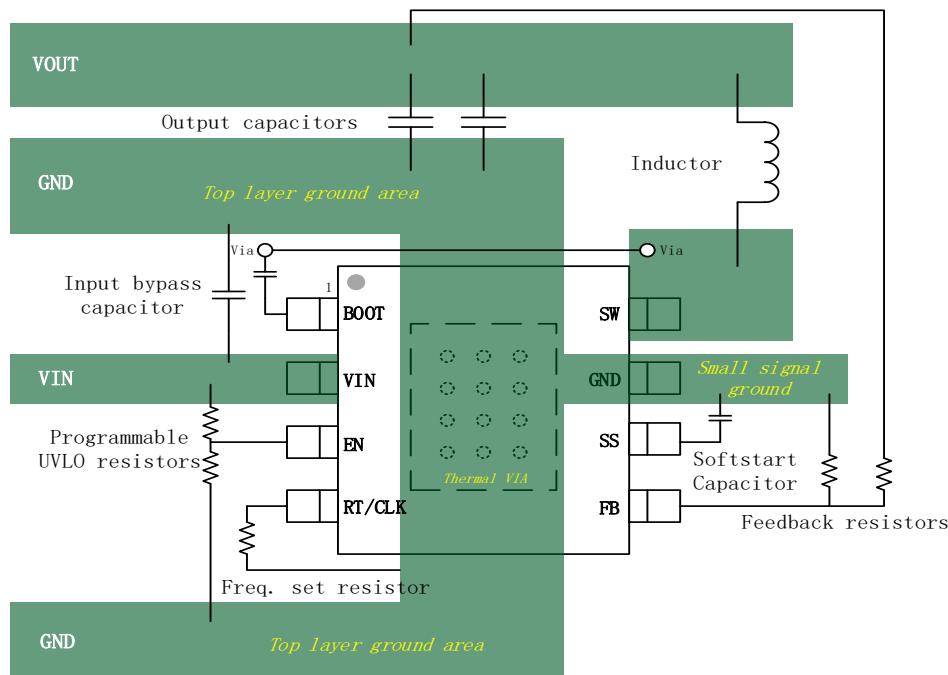 VOUT
Output capacitors
Inductor
GND
Top layer ground area
Via
Via
Input bypass
capacitor
1
BOOT
SW
VIN
VIN
GND
Small signal
ground
Programmable
UVLO resistors
EN
SS
Softstart
Capacitor
Thermal VIA
RT/CLK
FB
Feedback resistors
Freq. set resistor
GND
Top layer ground area